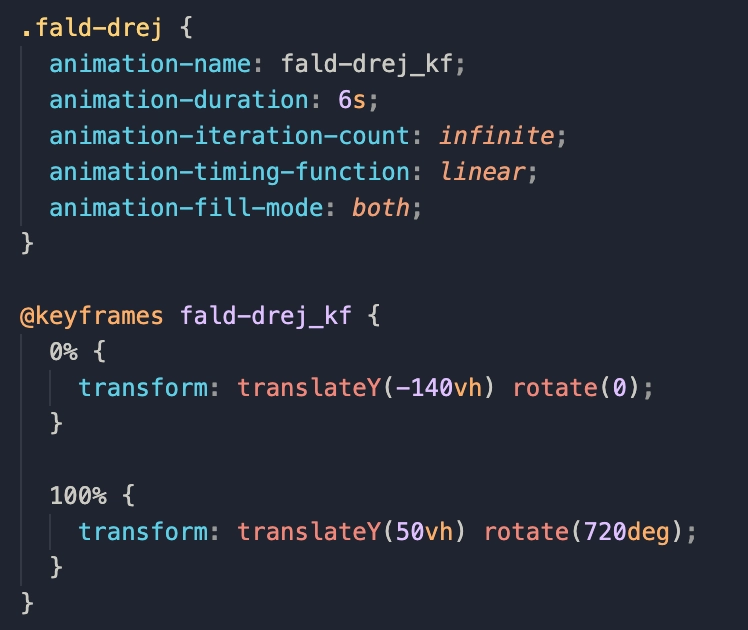 .fald-drej {
  animation-name: fald-drej_kf;
  animation-duration: 6s;
  animation-iteration-count: infinite;
  animation-timing-function: linear;
  animation-fill-mode: both;
}

@keyframes fald-drej_kf {
  0% {
    transform: translateY(-140vh) rotate(0);
  }

  100% {
    transform: translateY(50vh) rotate(720deg);
  }
}